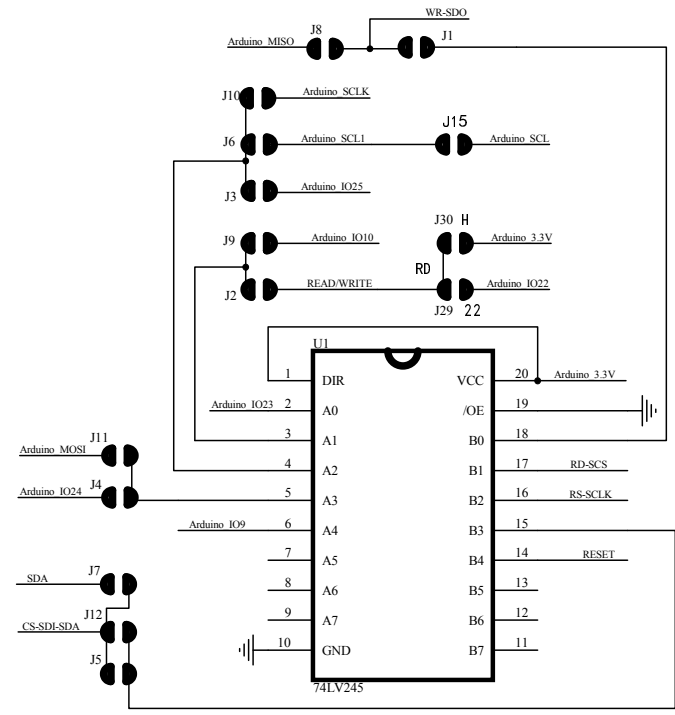 WR-SDO
J8 J1
Arduino_MISO
J10 Arduino_SCLK
J15
J6 Arduino_SCL1 Arduino_SCL
J3 Arduino_IO25
J30 H
J9 Arduino_IO10 Arduino_3.3V
RD
J2 READ/WRITE Arduino_IO22
J29 22
U1
1 DIR VCC 20 Arduino_3.3V
Arduino_IO23 2 A0 /OE 19
3 A1 B0 18
J11
Arduino_MOSI
4 A2 B1 17 RD-SCS
J4
Arduino_IO24 5 A3 B2 16 RS-SCLK
Arduino_IO9 6 A4 B3 15
7 A5 B4 14 RESET
J7
SDA
8 A6 B5 13
J12
9 A7 B6 12
CS-SDI-SDA
10 GND B7 11
J5
74LV245